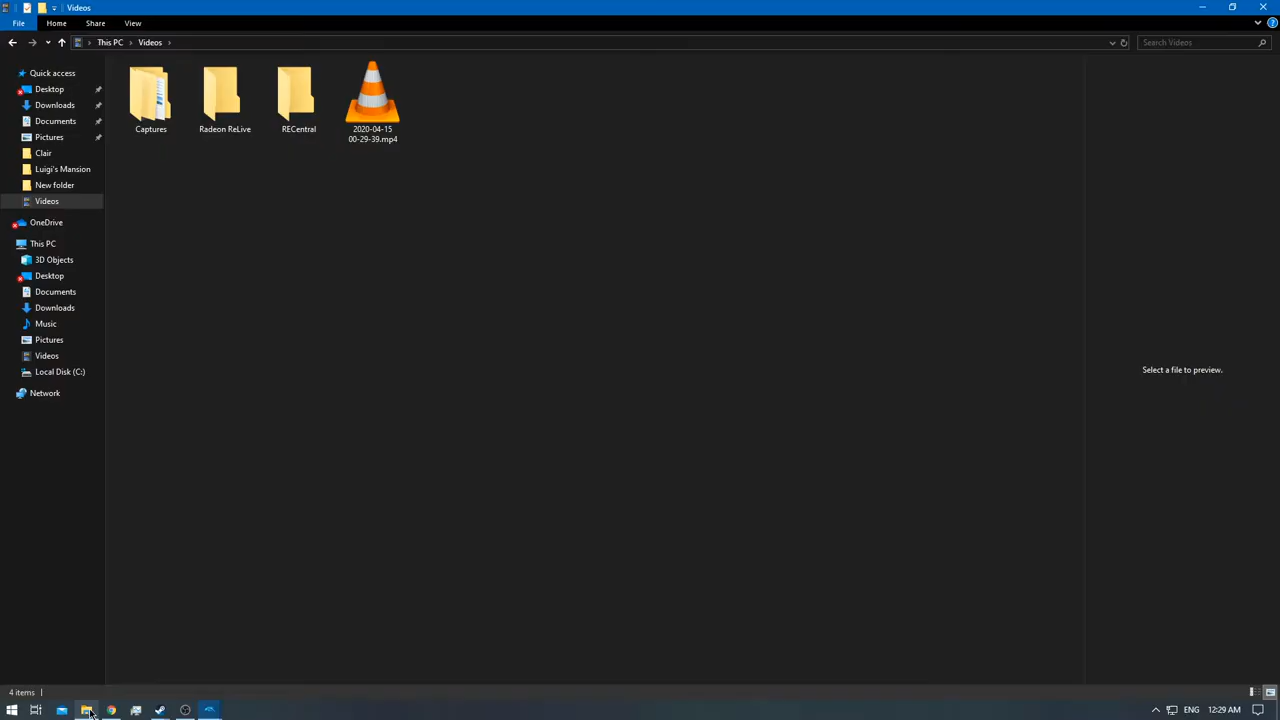 Videos
File
Home
Share
View
This PC
Videos
Search Videos
Quick access
Desktop
Downloads
Documents
Pictures
Clair
Luigi's Mansion
New folder
Videos
OneDrive
This PC
3D Objects
Desktop
Documents
Downloads
Music
Pictures
Videos
Local Disk (C:)
Network
Captures
Radeon ReLive
RECentral
2020-04-15
00-29-39.mp4
Select a file to preview.
4 items
ENG
12:29 AM